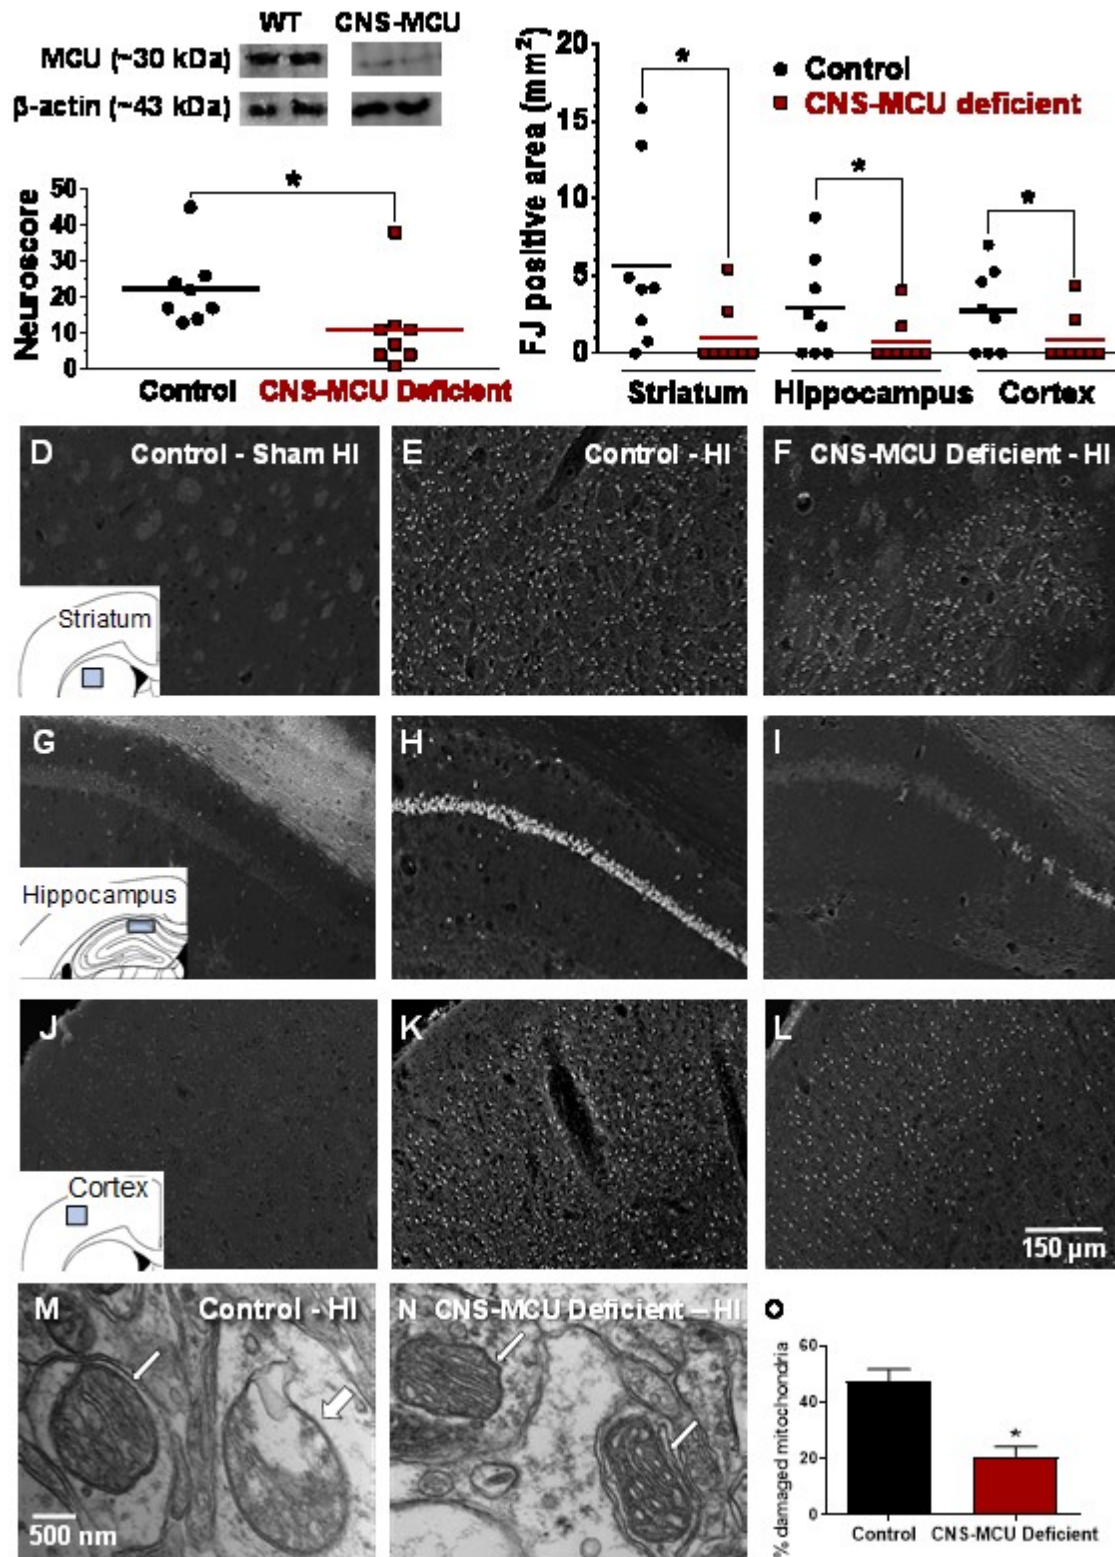 WT CNS-MCU
MCU (~30 kDa)
β-actin (~43 kDa)
Neuroscore
50
40
30
20
10
0
*
Control CNS-MCU Deficient
FJ positive area (mm²)
20
15
10
5
0
* * *
Control
CNS-MCU deficient
Striatum Hippocampus Cortex
D Control - Sham HI
Striatum
E Control - HI
F CNS-MCU Deficient - HI
G
Hippocampus
H
I
J
Cortex
K
L
150 µm
M Control - HI
500 nm
N CNS-MCU Deficient – HI
O
% damaged mitochondria
60
40
20
0
*
Control CNS-MCU Deficient